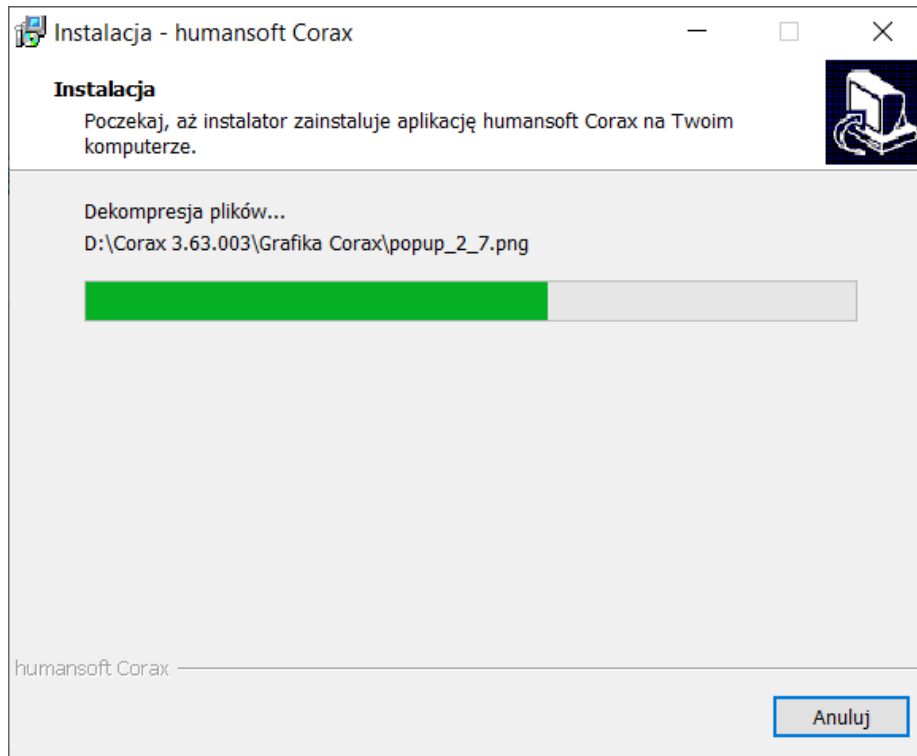 Instalacja - humansoft Corax
Instalacja
Poczekaj, aż instalator zainstaluje aplikację humansoft Corax na Twoim
komputerze.
Dekompresja plików...
D:\Corax 3.63.003\Grafika Corax\popup_2_7.png
humansoft Corax
Anuluj